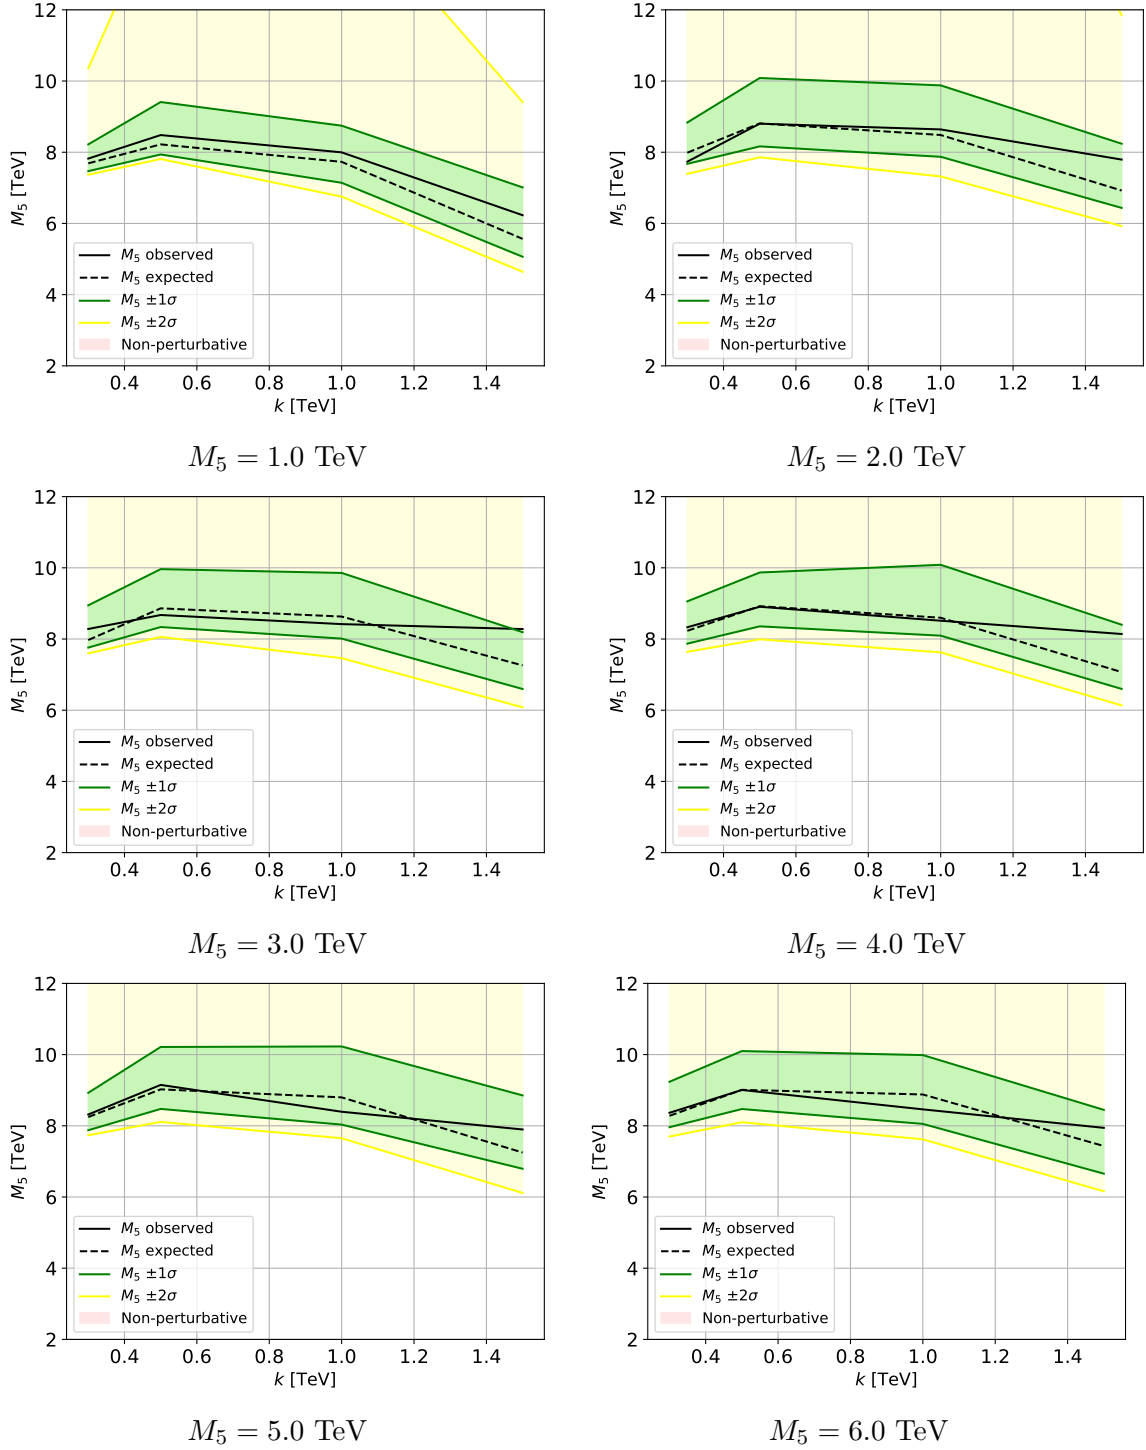 12
10
8
6
4
2
M₅ [TeV]
M₅ observed
M₅ expected
M₅ ±1σ
M₅ ±2σ
Non-perturbative
0.4 0.6 0.8 1.0 1.2 1.4
k [TeV]
M₅ = 1.0 TeV
12
10
8
6
4
2
M₅ [TeV]
M₅ observed
M₅ expected
M₅ ±1σ
M₅ ±2σ
Non-perturbative
0.4 0.6 0.8 1.0 1.2 1.4
k [TeV]
M₅ = 2.0 TeV
12
10
8
6
4
2
M₅ [TeV]
M₅ observed
M₅ expected
M₅ ±1σ
M₅ ±2σ
Non-perturbative
0.4 0.6 0.8 1.0 1.2 1.4
k [TeV]
M₅ = 3.0 TeV
12
10
8
6
4
2
M₅ [TeV]
M₅ observed
M₅ expected
M₅ ±1σ
M₅ ±2σ
Non-perturbative
0.4 0.6 0.8 1.0 1.2 1.4
k [TeV]
M₅ = 4.0 TeV
12
10
8
6
4
2
M₅ [TeV]
M₅ observed
M₅ expected
M₅ ±1σ
M₅ ±2σ
Non-perturbative
0.4 0.6 0.8 1.0 1.2 1.4
k [TeV]
M₅ = 5.0 TeV
12
10
8
6
4
2
M₅ [TeV]
M₅ observed
M₅ expected
M₅ ±1σ
M₅ ±2σ
Non-perturbative
0.4 0.6 0.8 1.0 1.2 1.4
k [TeV]
M₅ = 6.0 TeV